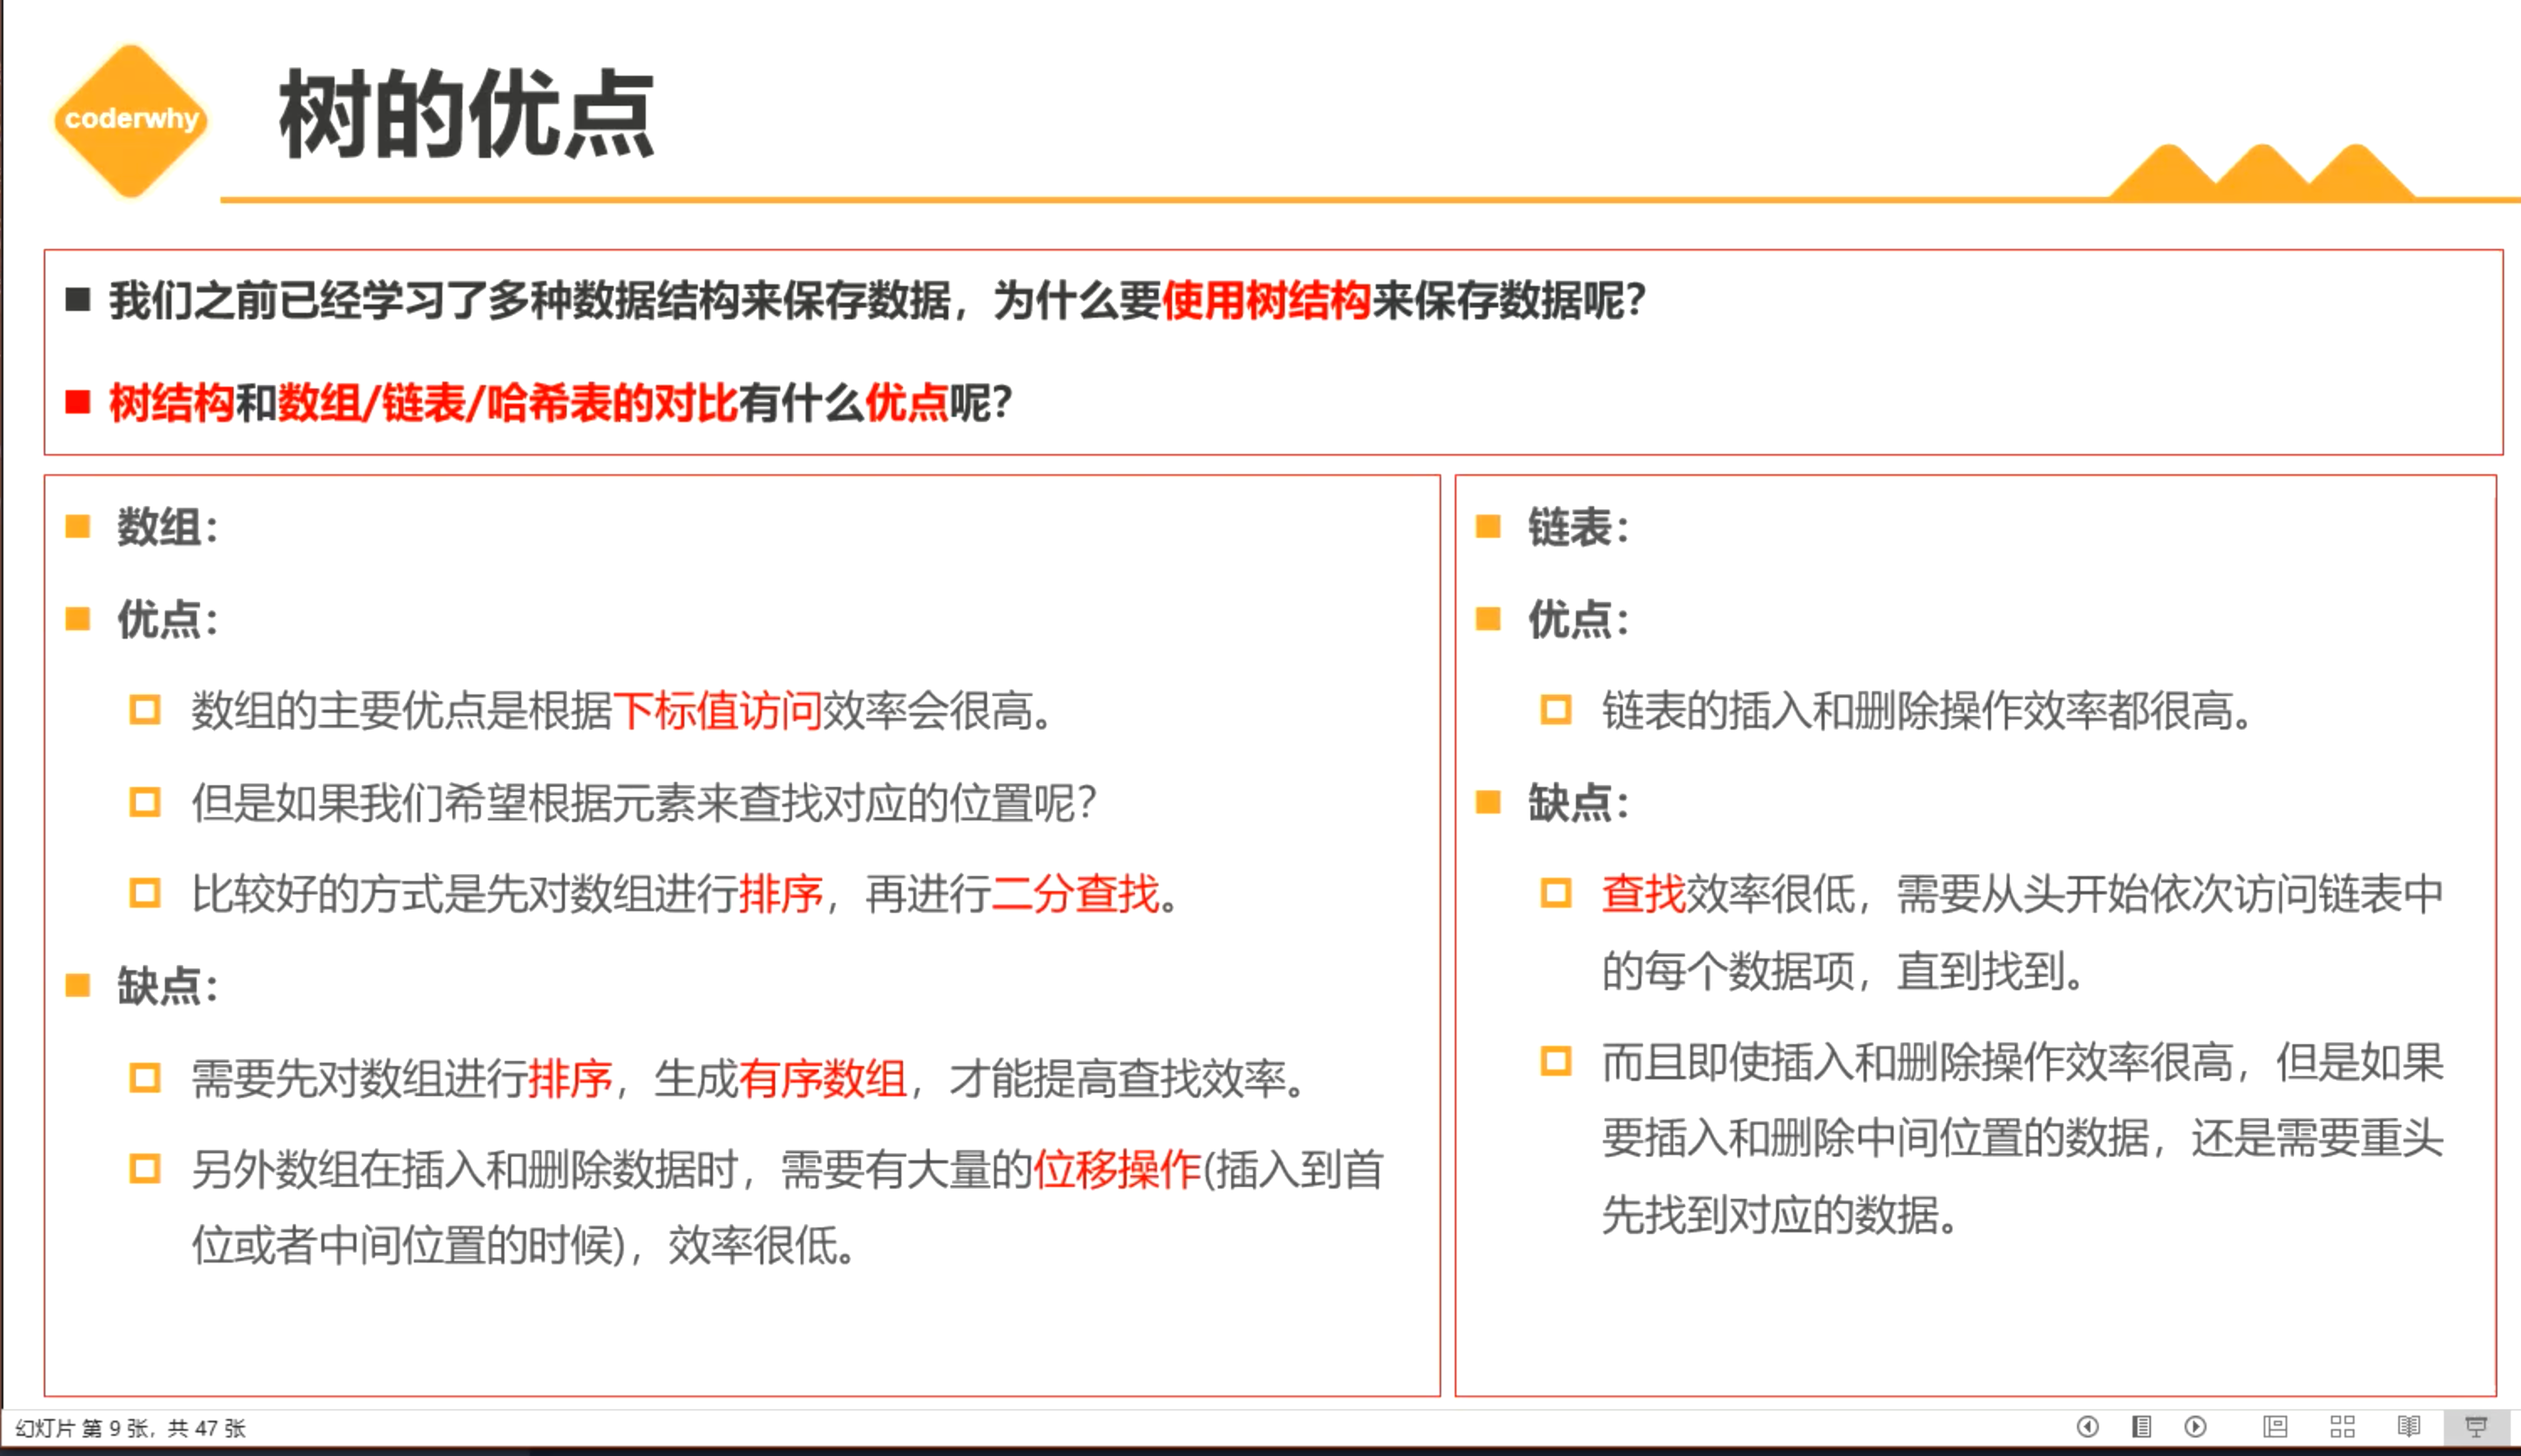 coderwhy
树的优点
我们之前已经学习了多种数据结构来保存数据，为什么要使用树结构来保存数据呢？
树结构和数组/链表/哈希表的对比有什么优点呢？
数组：
优点：
数组的主要优点是根据下标值访问效率会很高。
但是如果我们希望根据元素来查找对应的位置呢？
比较好的方式是先对数组进行排序，再进行二分查找。
缺点：
需要先对数组进行排序，生成有序数组，才能提高查找效率。
另外数组在插入和删除数据时，需要有大量的位移操作(插入到首
位或者中间位置的时候)，效率很低。
链表：
优点：
链表的插入和删除操作效率都很高。
缺点：
查找效率很低，需要从头开始依次访问链表中
的每个数据项，直到找到。
而且即使插入和删除操作效率很高，但是如果
要插入和删除中间位置的数据，还是需要重头
先找到对应的数据。
幻灯片 第 9 张，共 47 张